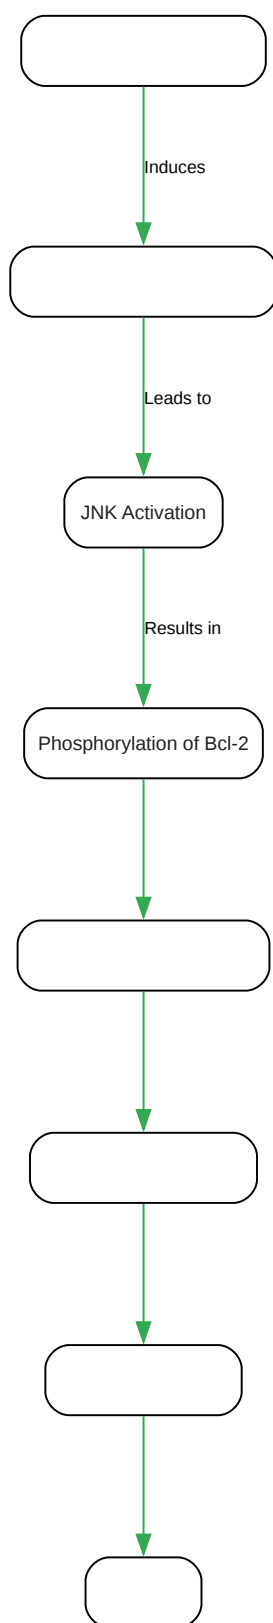 Induces
Leads to
JNK Activation
Results in
Phosphorylation of Bcl-2